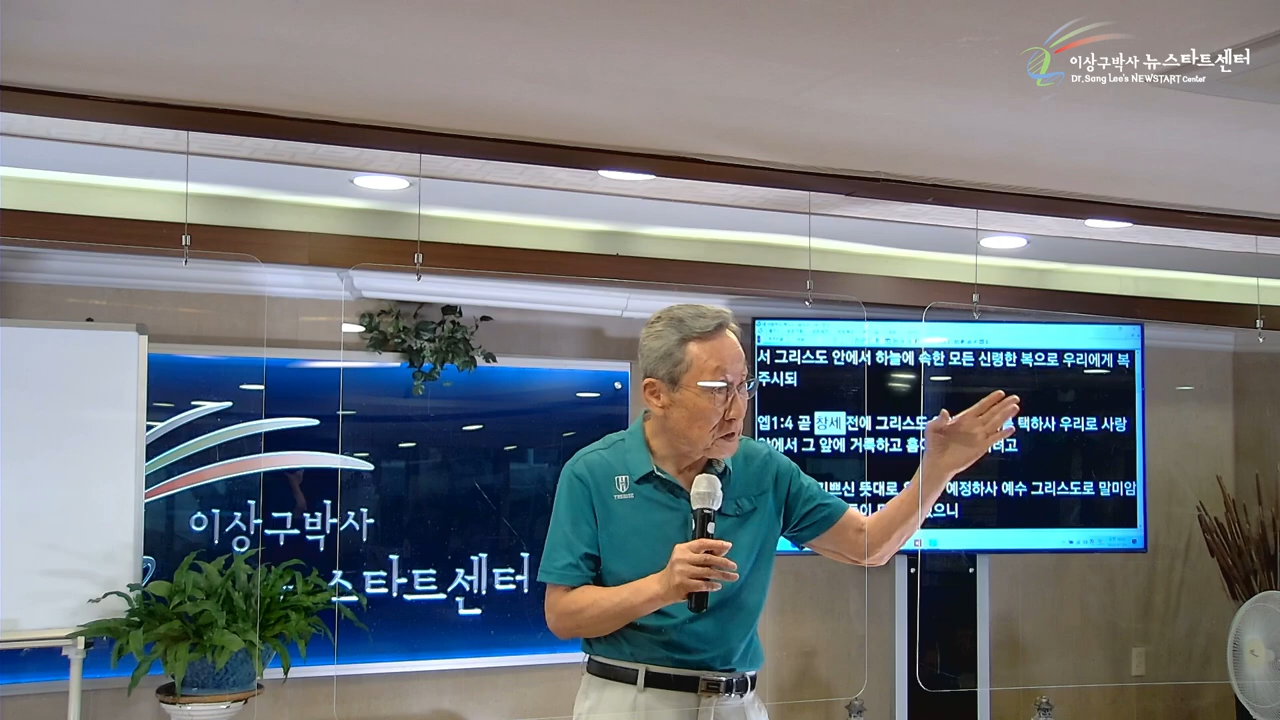 이상구박사 뉴스타트센터
Dr. Sang Lee's NEWSTART Center
서 그리스도 안에서 하늘에 속한 모든 신령한 복으로 우리에게 복
주시되
엡1:4 곧 창세 전에 그리스도 택하사 우리로 사랑
안에서 그 앞에 거룩하고 흠이
기쁘신 뜻대로 예정하사 예수 그리스도로 말미암
이상구박사
스타트센터